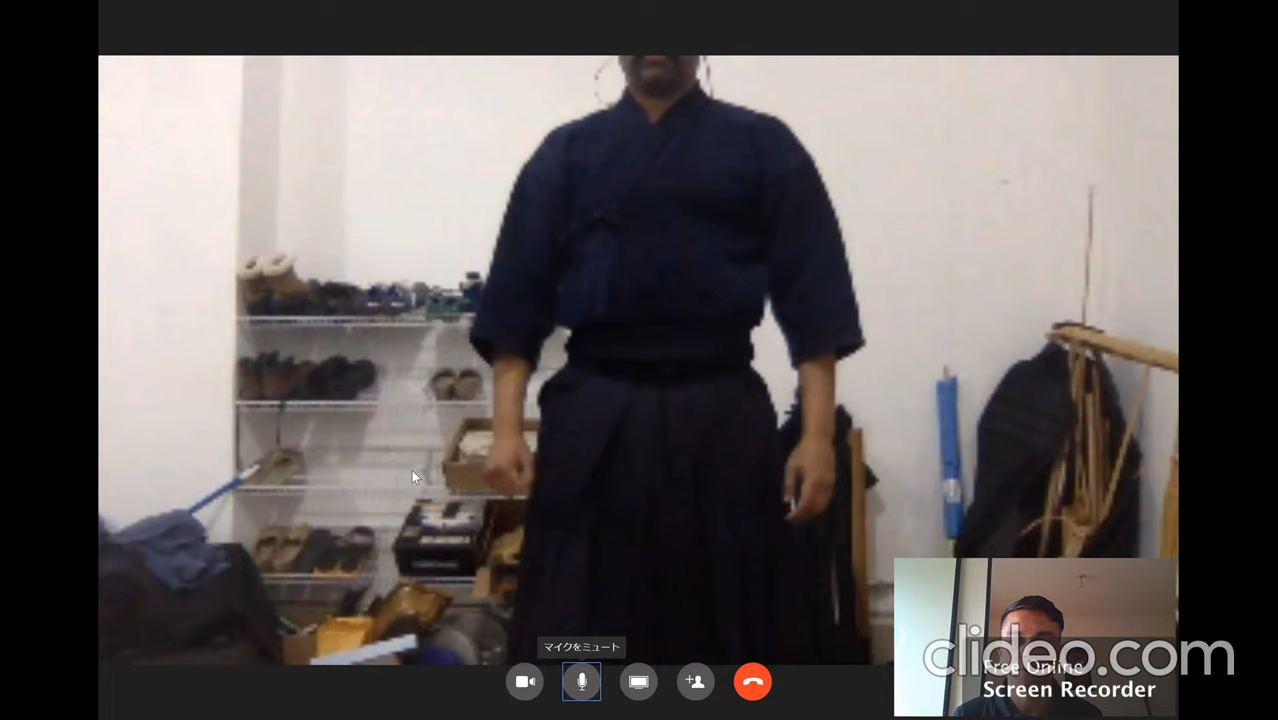 マイクをミュート
clideo.com
Free Online
Screen Recorder